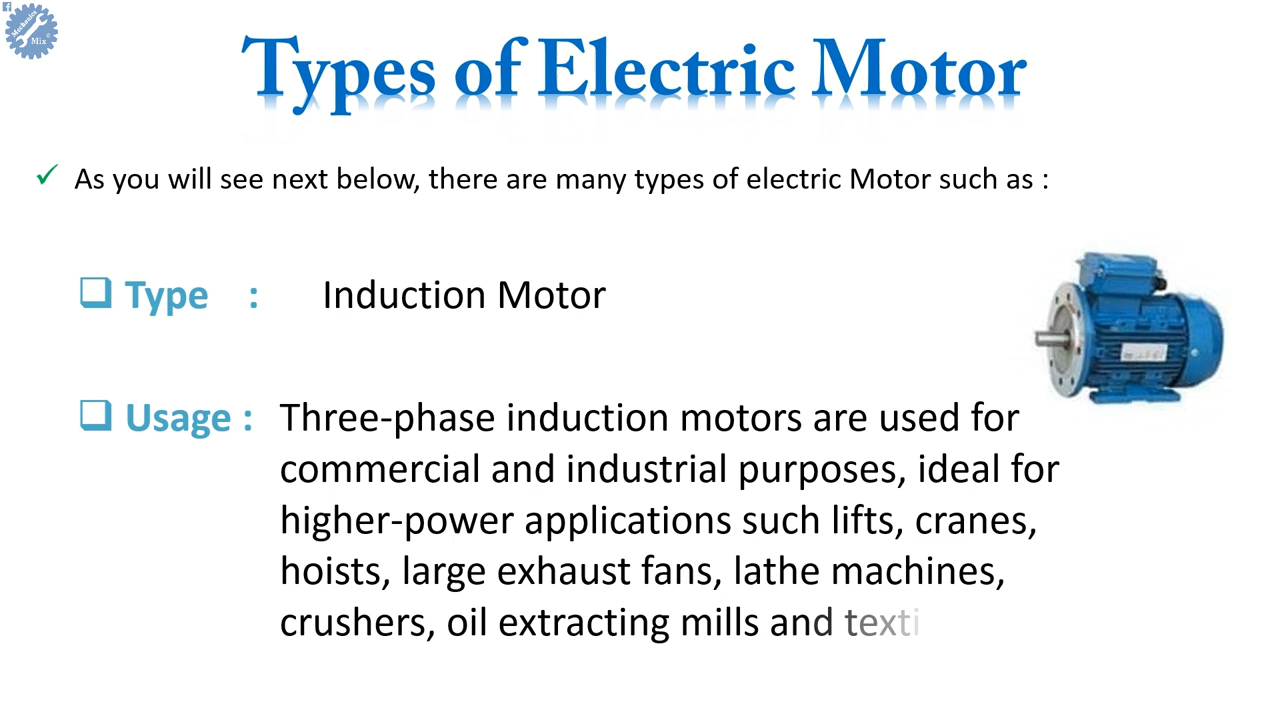 Mechanics
Mix
Types of Electric Motor
✓ As you will see next below, there are many types of electric Motor such as :
❑ Type : Induction Motor
❑ Usage : Three-phase induction motors are used for
commercial and industrial purposes, ideal for
higher-power applications such lifts, cranes,
hoists, large exhaust fans, lathe machines,
crushers, oil extracting mills and texti